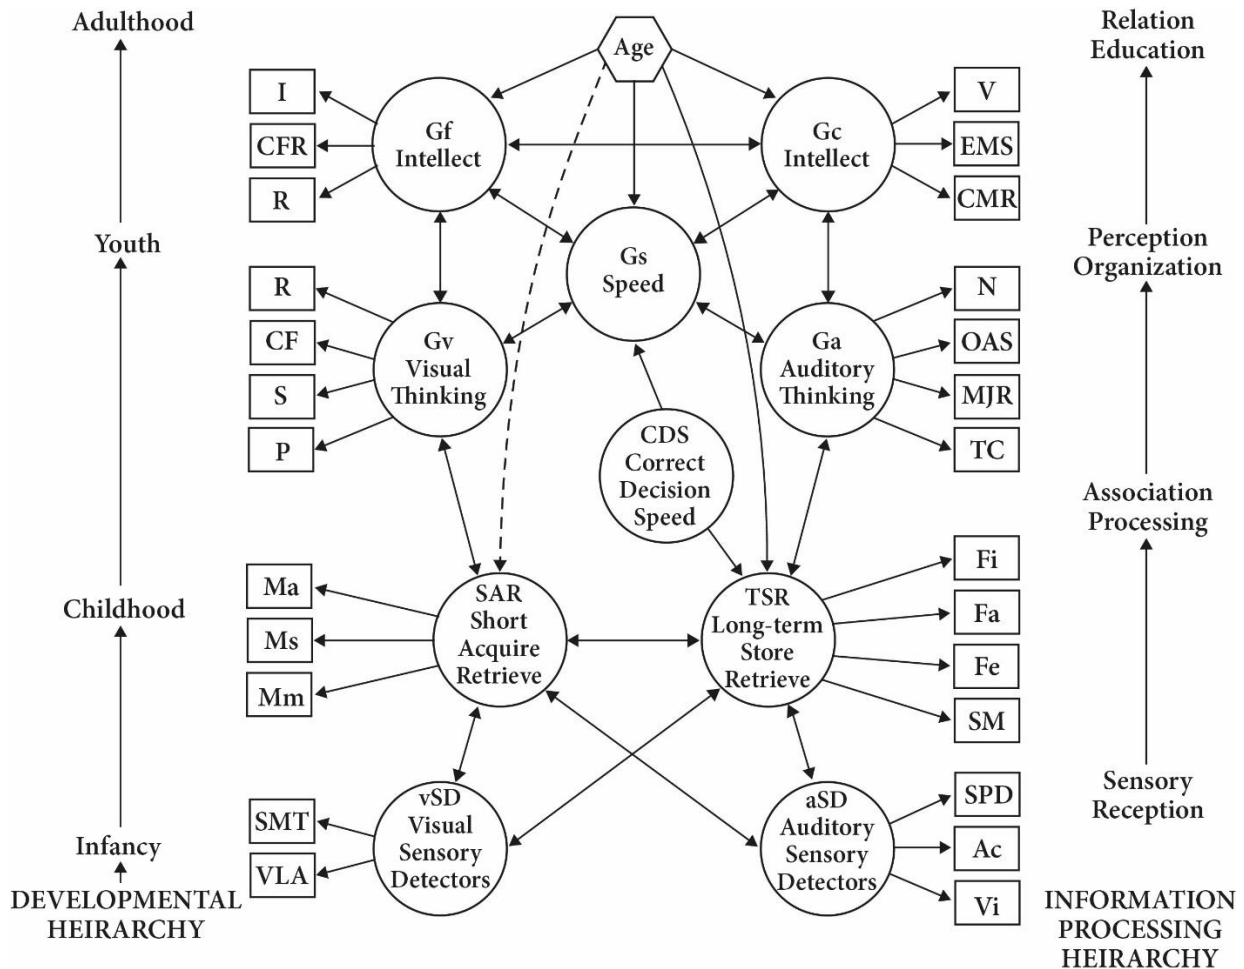 Adulthood
Age
Relation
Education
I
CFR
R
Gf
Intellect
Gc
Intellect
V
EMS
CMR
Youth
Gs
Speed
Perception
Organization
R
CF
S
P
Gv
Visual
Thinking
Ga
Auditory
Thinking
N
OAS
MJR
TC
CDS
Correct
Decision
Speed
Association
Processing
Childhood
Ma
Ms
Mm
SAR
Short
Acquire
Retrieve
TSR
Long-term
Store
Retrieve
Fi
Fa
Fe
SM
Sensory
Reception
Infancy
SMT
VLA
vSD
Visual
Sensory
Detectors
aSD
Auditory
Sensory
Detectors
SPD
Ac
Vi
DEVELOPMENTAL
HEIRARCHY
INFORMATION
PROCESSING
HEIRARCHY